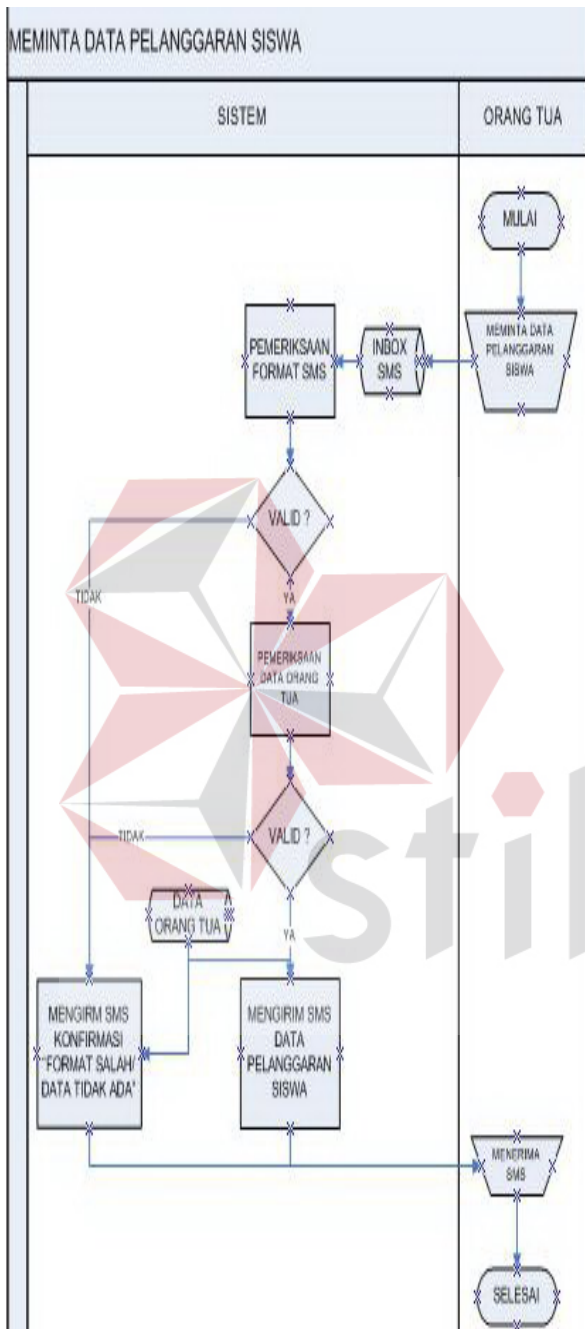 MEMINTA DATA PELANGGARAN SISWA
SISTEM
ORANG TUA
MULAI
MEMINTA DATA
PELANGGARAN
SISWA
INBOX
SMS
PEMERIKSAAN
FORMAT SMS
VALID ?
TIDAK
YA
PEMERIKSAAN
DATA ORANG
TUA
VALID ?
TIDAK
YA
DATA
ORANG TUA
MENGIRM SMS
KONFIRMASI
"FORMAT SALAH/
DATA TIDAK ADA"
MENGIRIM SMS
DATA
PELANGGARAN
SISWA
MENERIMA
SMS
SELESAI
stik